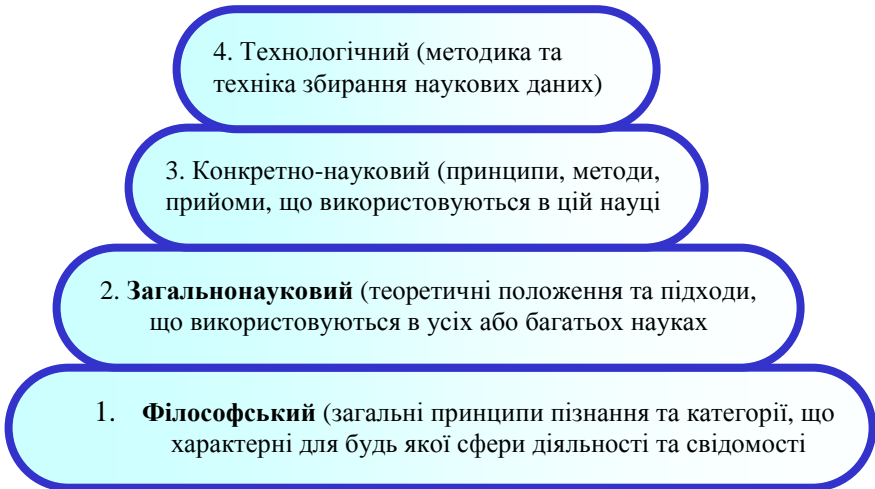 4. Технологічний (методика та
техніка збирання наукових даних)
3. Конкретно-науковий (принципи, методи,
прийоми, що використовуються в цій науці
2. Загальнонауковий (теоретичні положення та підходи,
що використовуються в усіх або багатьох науках
1. Філософський (загальні принципи пізнання та категорії, що
характерні для будь якої сфери діяльності та свідомості